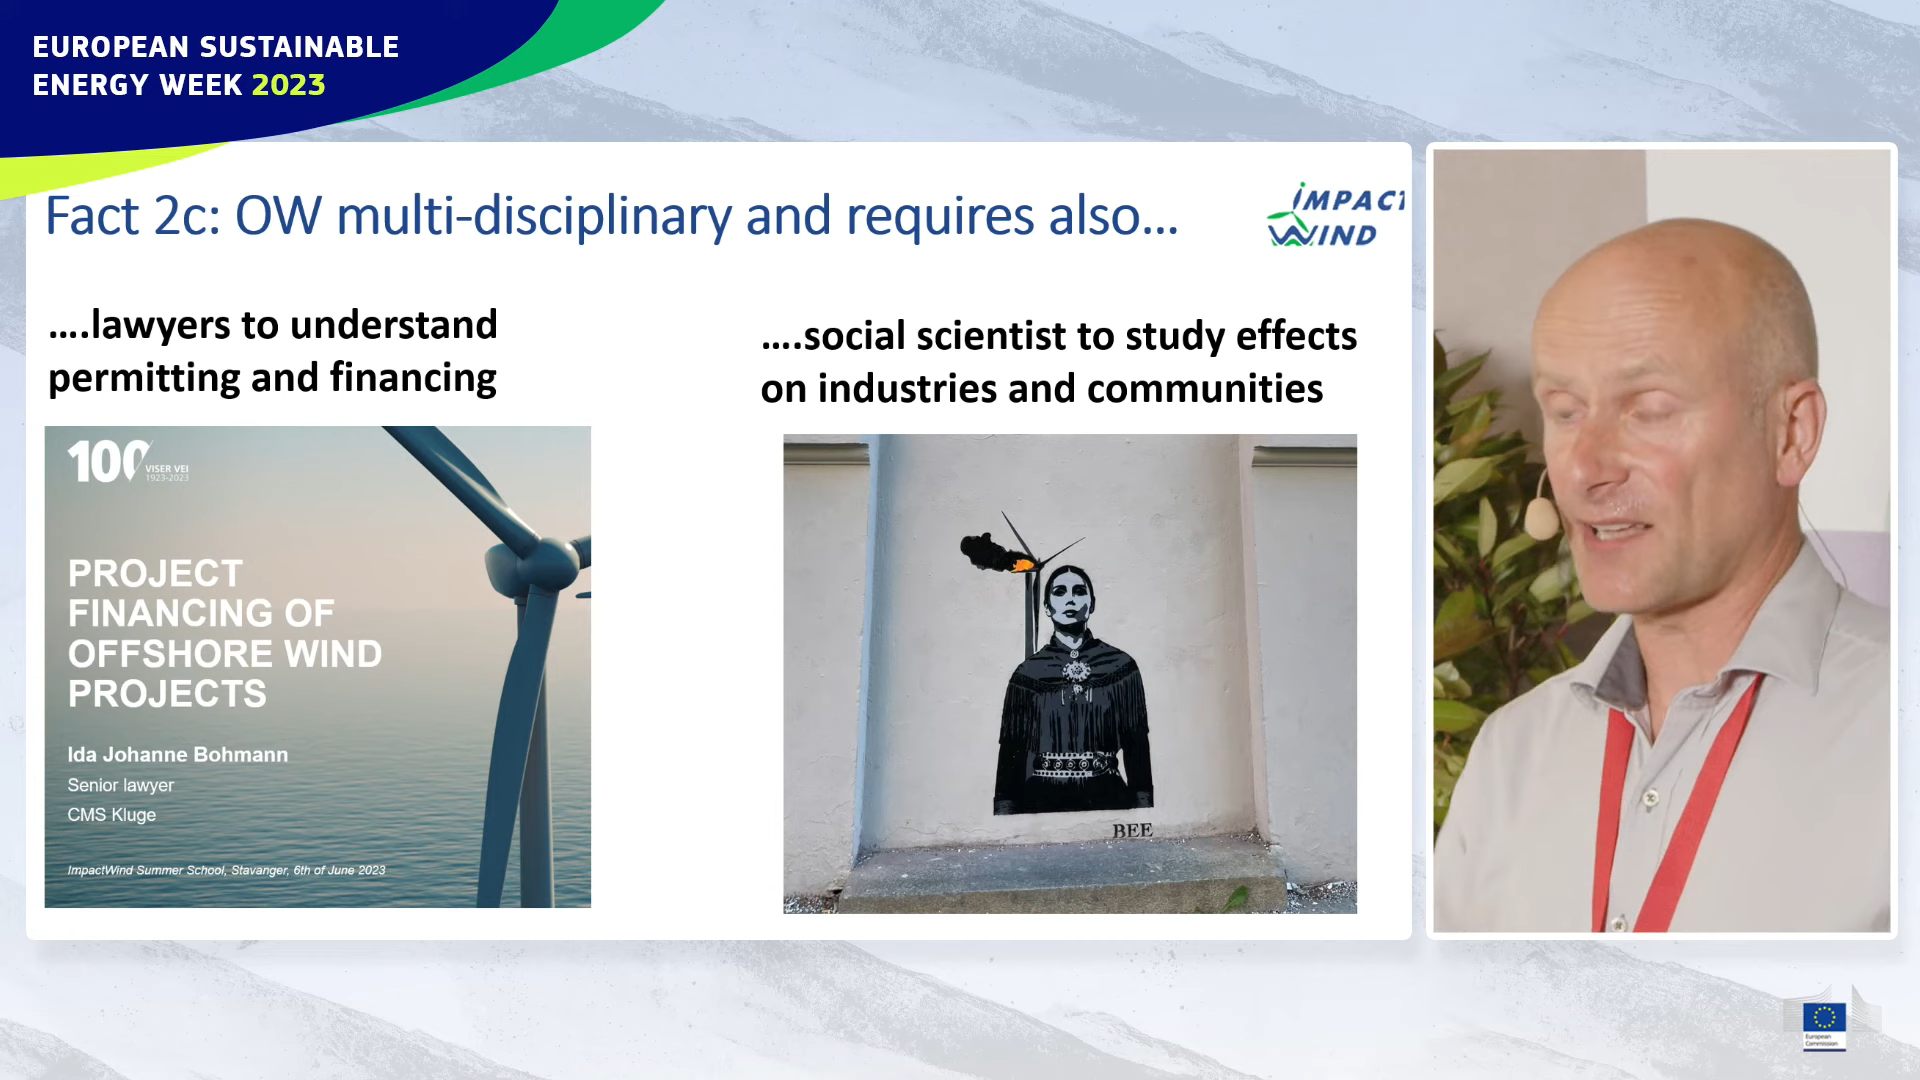 EUROPEAN SUSTAINABLE
ENERGY WEEK 2023
Fact 2c: OW multi-disciplinary and requires also...
IMPACT
WIND
....lawyers to understand
permitting and financing
100
VISER VEI
1923-2023
PROJECT
FINANCING OF
OFFSHORE WIND
PROJECTS
Ida Johanne Bohmann
Senior lawyer
CMS Kluge
ImpactWind Summer School, Stavanger, 6th of June 2023
....social scientist to study effects
on industries and communities
BEE
European
Commission